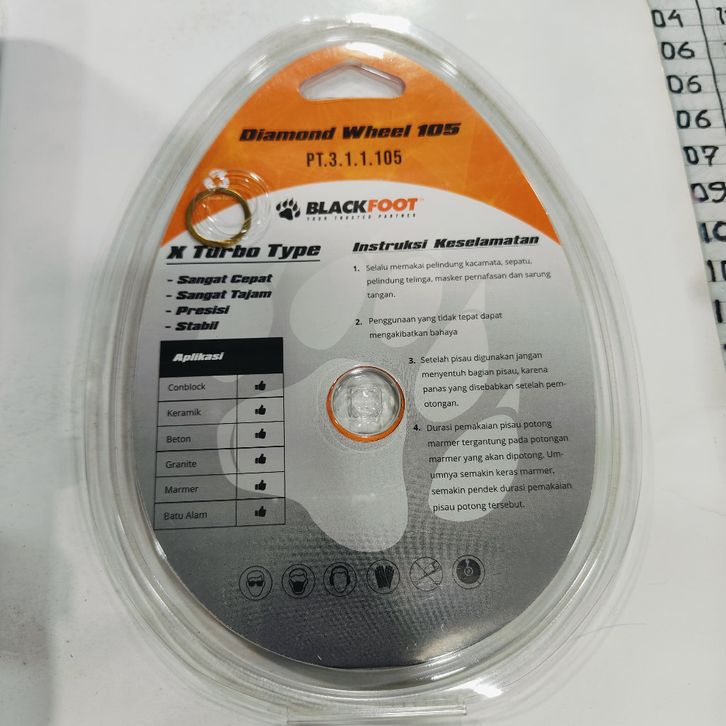 Diamond Wheel 105
PT.3.1.1.105
BLACKFOOT
YOUR TRUSTED PARTNER
X Turbo Type
- Sangat Cepat
- Sangat Tajam
- Presisi
- Stabil
Aplikasi
Conblock
Keramik
Beton
Granite
Marmer
Batu Alam
Instruksi Keselamatan
1. Selalu memakai pelindung kacamata, sepatu,
pelindung telinga, masker pernafasan dan sarung
tangan.
2. Penggunaan yang tidak tepat dapat
mengakibatkan bahaya
3. Setelah pisau digunakan jangan
menyentuh bagian pisau, karena
panas yang disebabkan setelah pem-
otongan.
4. Durasi pemakaian pisau potong
marmer tergantung pada potongan
marmer yang akan dipotong. Um-
umnya semakin keras marmer,
semakin pendek durasi pemakaian
pisau potong tersebut.
04
06
06
06
07
09